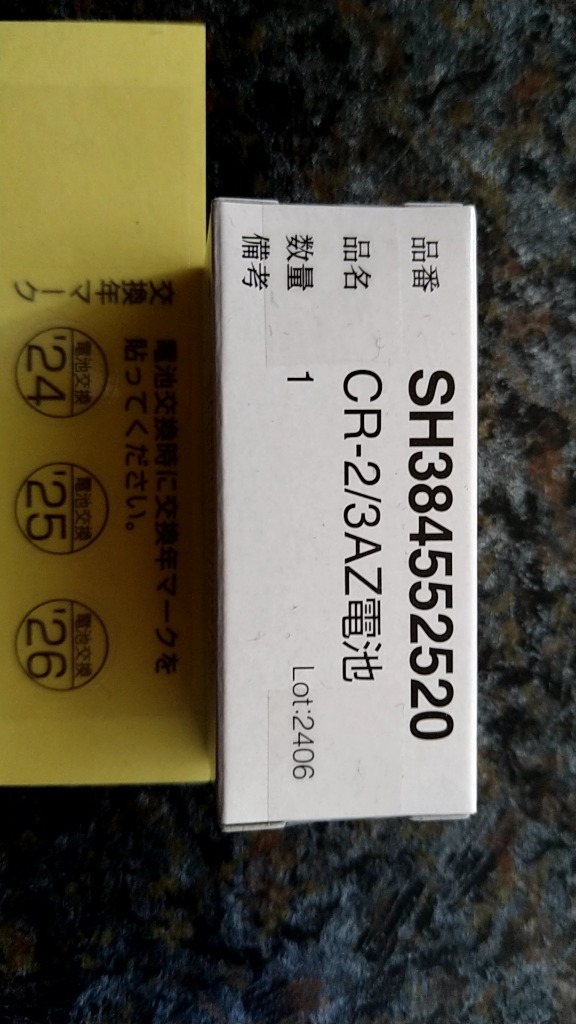 品番 SH384552520
品名 CR-2/3AZ電池
数量 1
備考
Lot:2406
電池交換時に交換年マークを
貼ってください。
交換年マーク
電池交換
'24
電池交換
'25
電池交換
'26